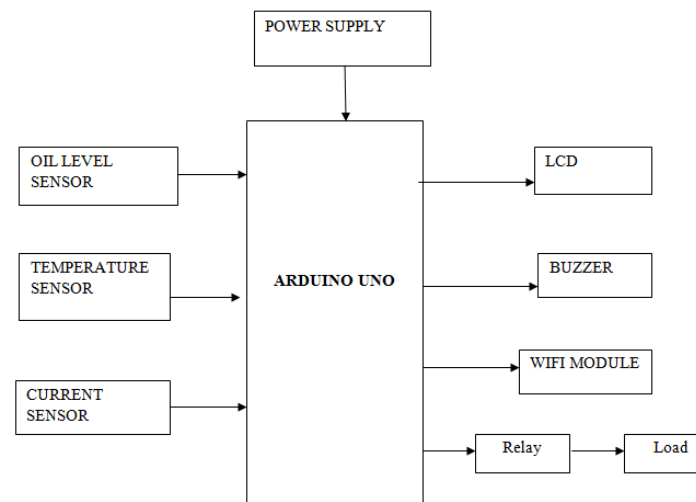 POWER SUPPLY
OIL LEVEL
SENSOR
LCD
TEMPERATURE
SENSOR
ARDUINO UNO
BUZZER
CURRENT
SENSOR
WIFI MODULE
Relay
Load